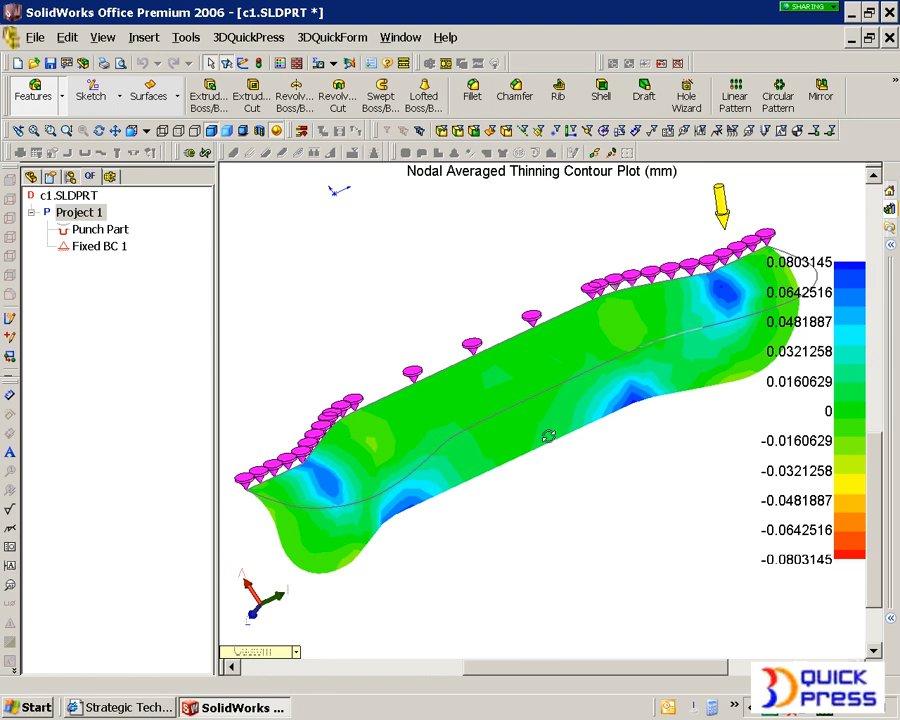 SolidWorks Office Premium 2006 - [c1.SLDPRT *]
SHARING
File Edit View Insert Tools 3DQuickPress 3DQuickForm Window Help
Features Sketch Surfaces Extrud... Boss/B... Extrud... Cut Revolv... Boss/B... Revolv... Cut Swept Boss/B... Lofted Boss/B... Fillet Chamfer Rib Shell Draft Hole Wizard Linear Pattern Circular Pattern Mirror
QF
D c1.SLDPRT
P Project 1
Punch Part
Fixed BC 1
Nodal Averaged Thinning Contour Plot (mm)
0.0803145
0.0642516
0.0481887
0.0321258
0.0160629
0
-0.0160629
-0.0321258
-0.0481887
-0.0642516
-0.0803145
Start Strategic Tech... SolidWorks ...
QUICK
PRESS